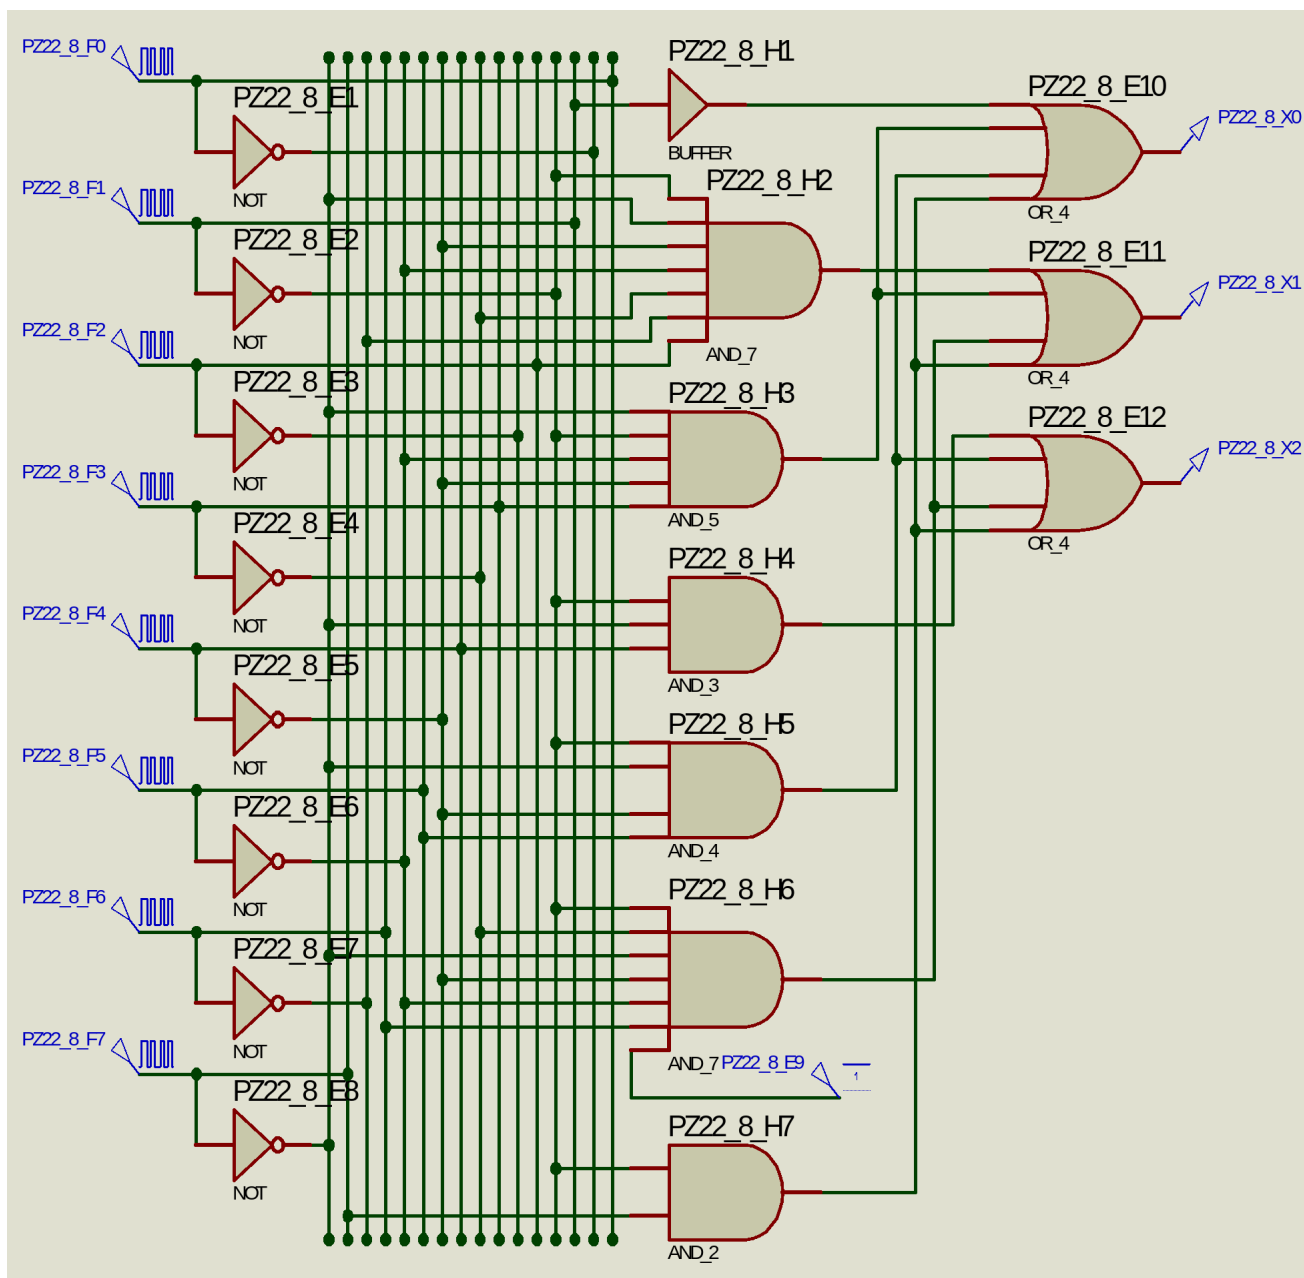 PZ22_8_F0
PZ22_8_E1
NOT
PZ22_8_F1
PZ22_8_E2
NOT
PZ22_8_F2
PZ22_8_E3
NOT
PZ22_8_F3
PZ22_8_E4
NOT
PZ22_8_F4
PZ22_8_E5
NOT
PZ22_8_F5
PZ22_8_E6
NOT
PZ22_8_F6
PZ22_8_E7
NOT
PZ22_8_F7
PZ22_8_E8
NOT
PZ22_8_H1
BUFFER
PZ22_8_H2
AND_7
PZ22_8_H3
AND_5
PZ22_8_H4
AND_3
PZ22_8_H5
AND_4
PZ22_8_H6
AND_7
PZ22_8_E9
1
PZ22_8_H7
AND_2
PZ22_8_E10
OR_4
PZ22_8_X0
PZ22_8_E11
OR_4
PZ22_8_X1
PZ22_8_E12
OR_4
PZ22_8_X2